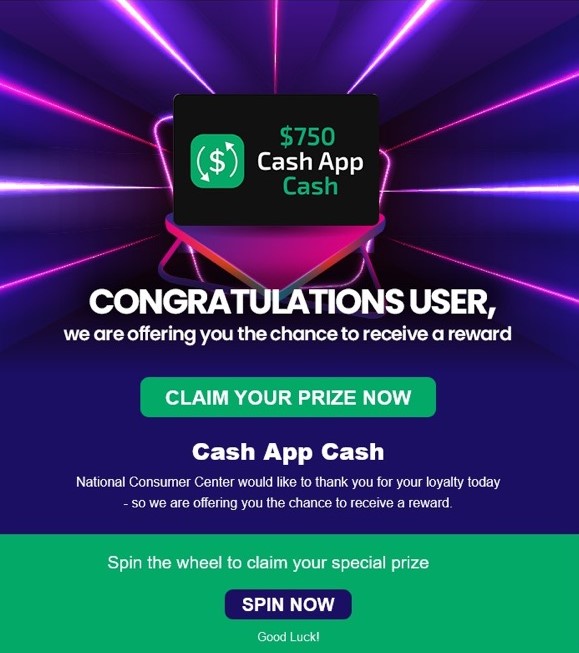 $750
Cash App
Cash
CONGRATULATIONS USER,
we are offering you the chance to receive a reward
CLAIM YOUR PRIZE NOW
Cash App Cash
National Consumer Center would like to thank you for your loyalty today
- so we are offering you the chance to receive a reward.
Spin the wheel to claim your special prize
SPIN NOW
Good Luck!